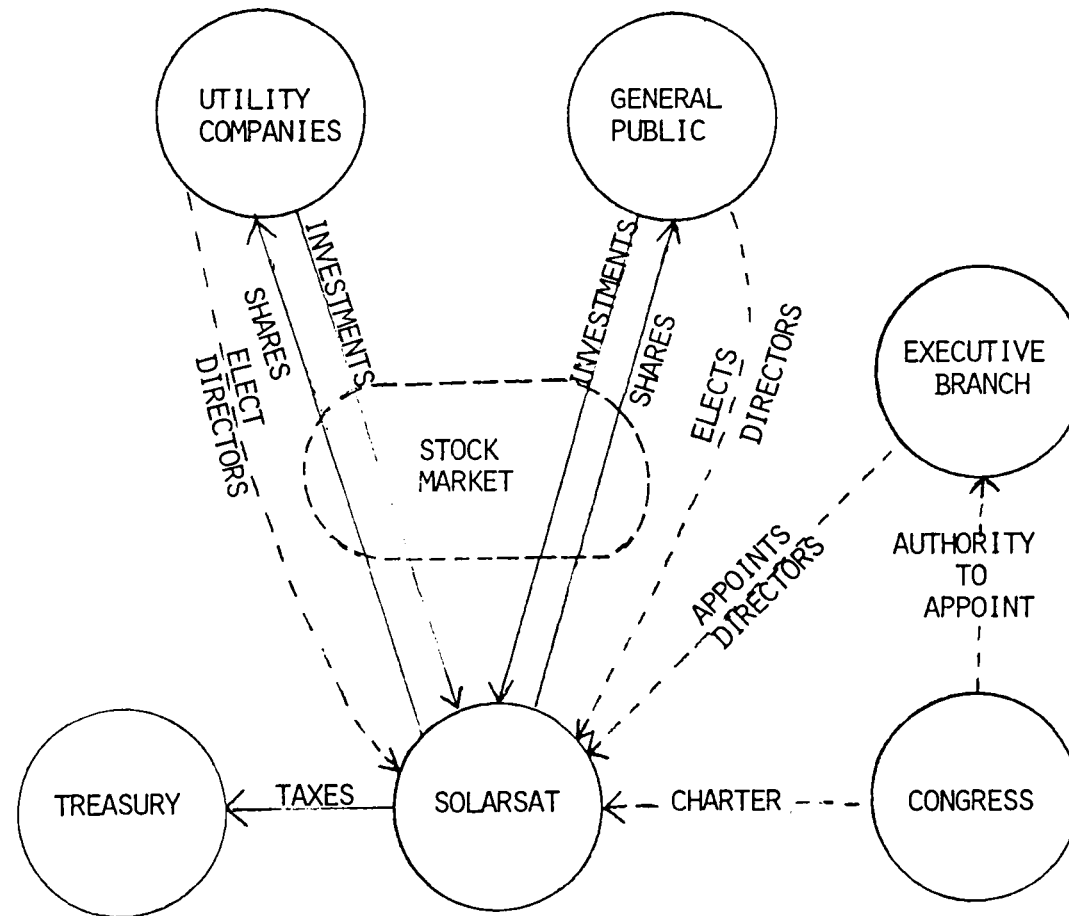 UTILITY
COMPANIES
GENERAL
PUBLIC
INVESTMENTS
SHARES
ELECT
DIRECTORS
INVESTMENTS
SHARES
ELECTS
DIRECTORS
EXECUTIVE
BRANCH
STOCK
MARKET
APPOINTS
DIRECTORS
AUTHORITY
TO
APPOINT
TREASURY
TAXES
SOLARSAT
CHARTER
CONGRESS